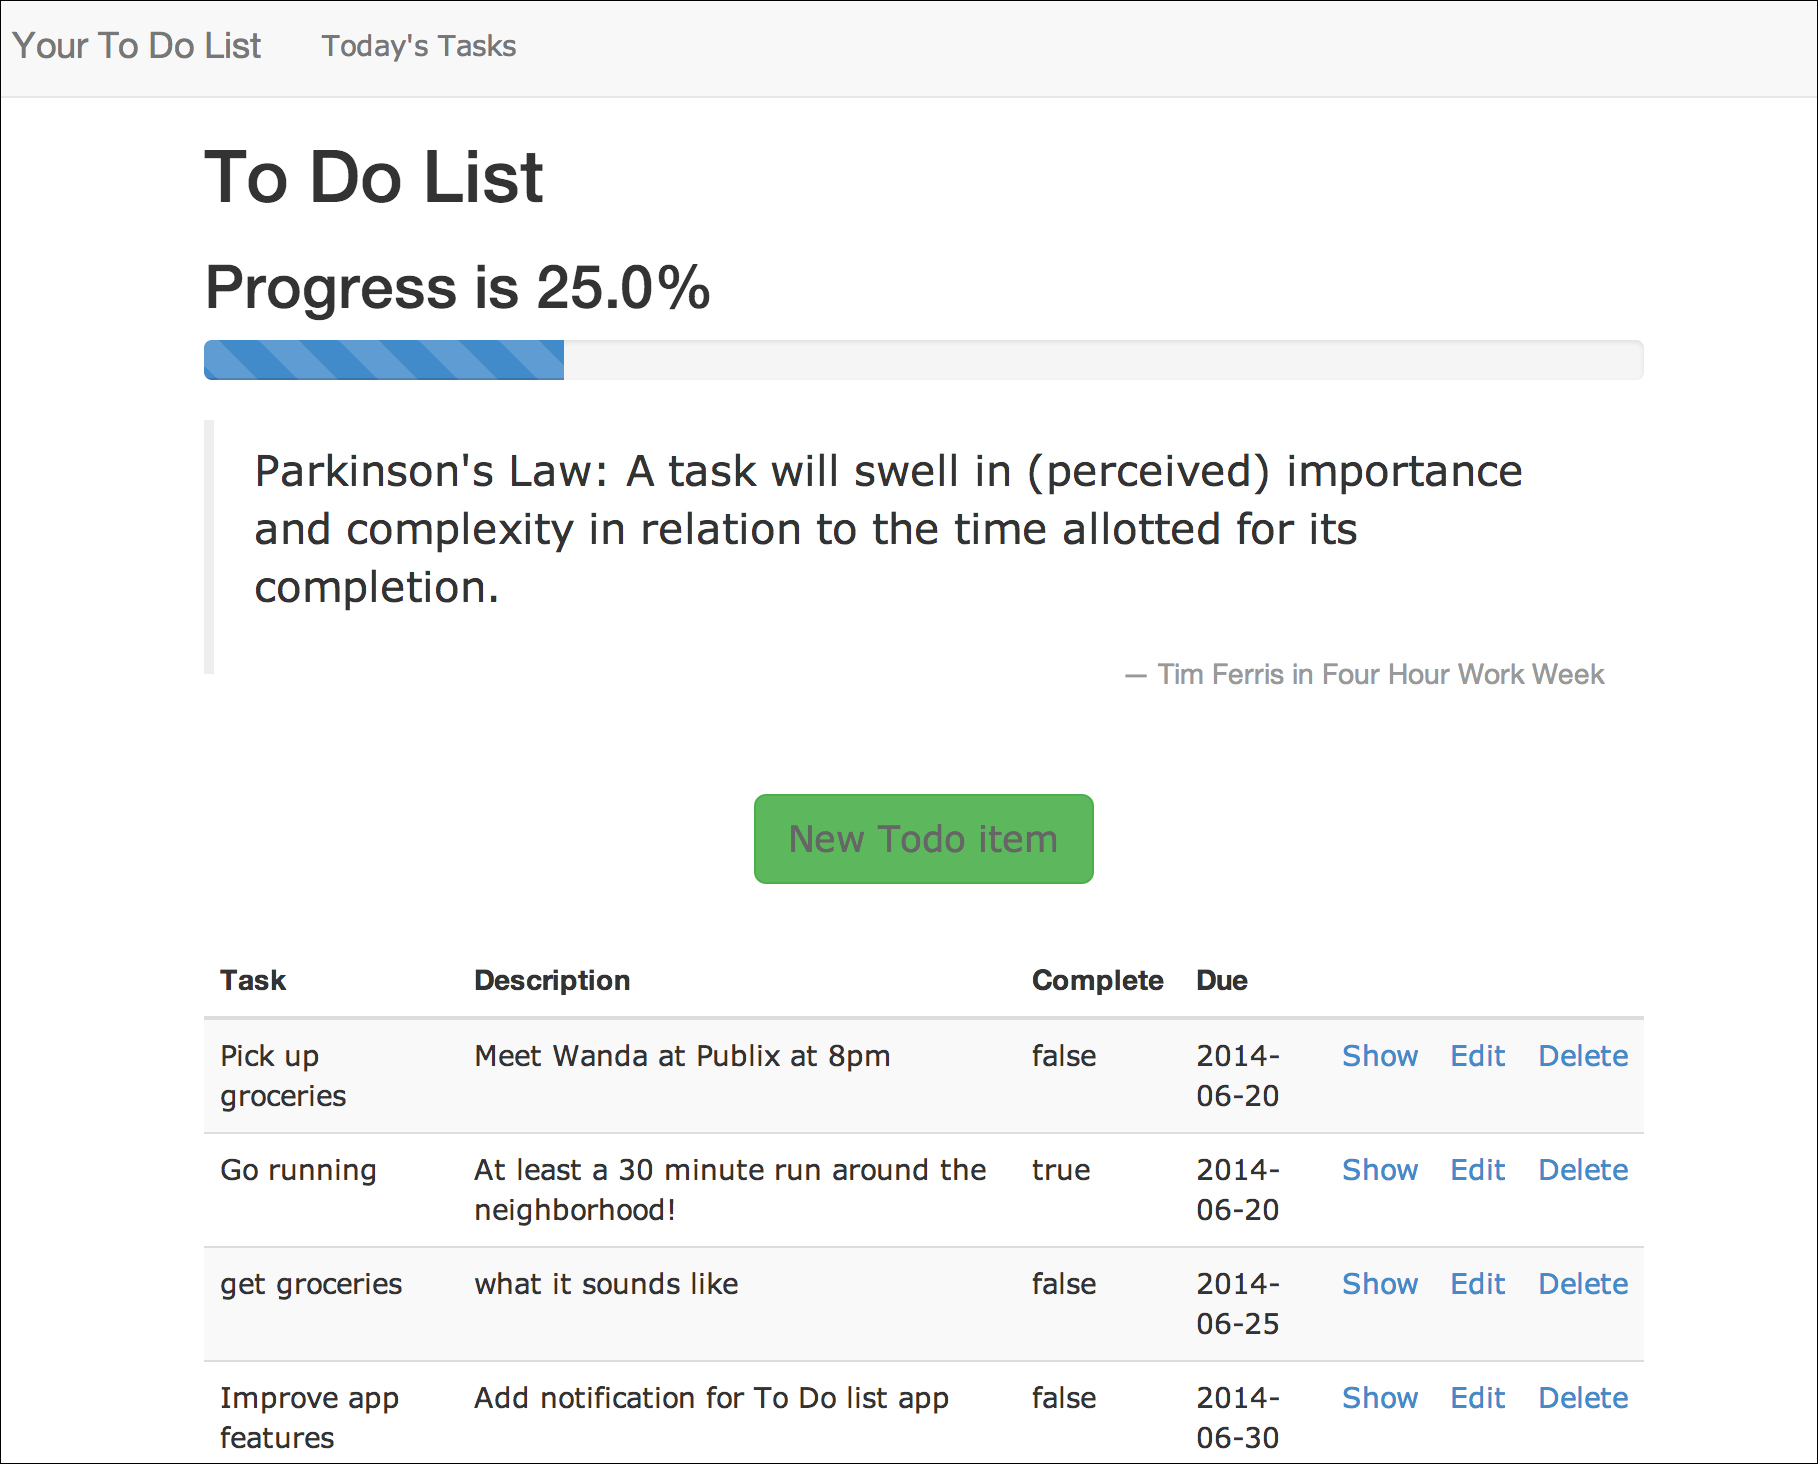 Your To Do List Today's Tasks
To Do List
Progress is 25.0%
Parkinson's Law: A task will swell in (perceived) importance
and complexity in relation to the time allotted for its
completion.
— Tim Ferris in Four Hour Work Week
New Todo item
Task Description Complete Due
Pick up Meet Wanda at Publix at 8pm false 2014- Show Edit Delete
groceries 06-20
Go running At least a 30 minute run around the true 2014- Show Edit Delete
neighborhood! 06-20
get groceries what it sounds like false 2014- Show Edit Delete
06-25
Improve app Add notification for To Do list app false 2014- Show Edit Delete
features 06-30